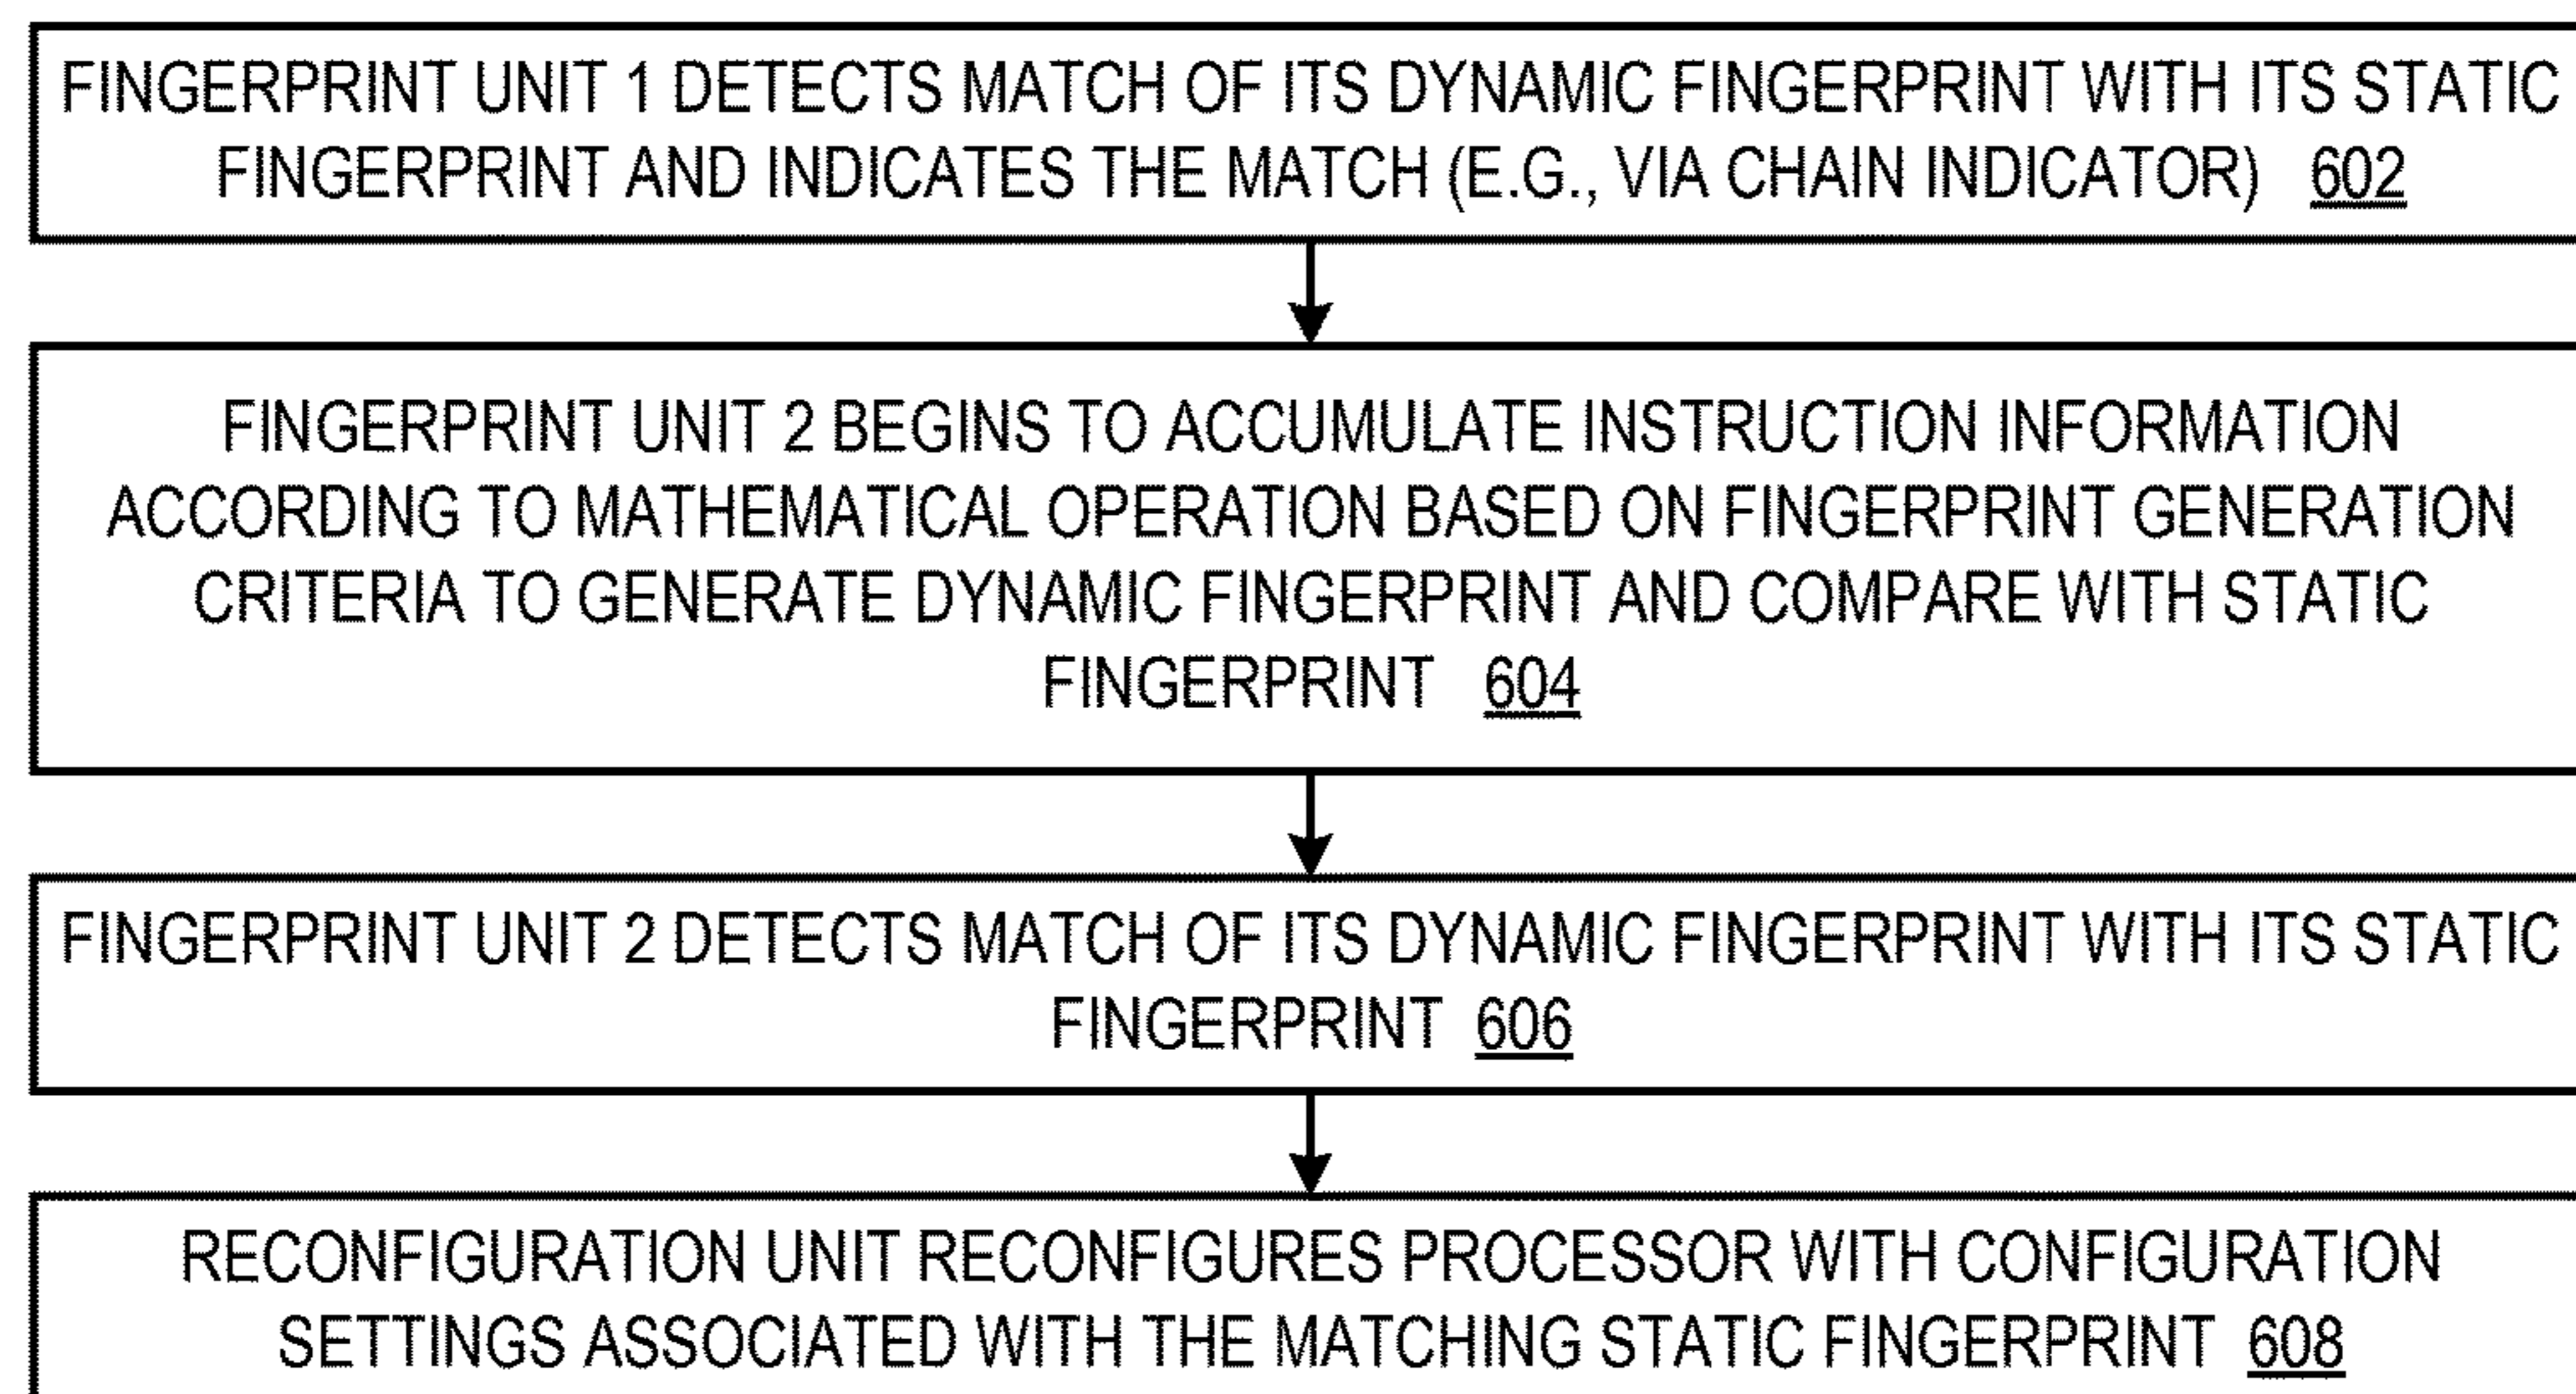 FINGERPRINT UNIT 1 DETECTS MATCH OF ITS DYNAMIC FINGERPRINT WITH ITS STATIC
FINGERPRINT AND INDICATES THE MATCH (E.G., VIA CHAIN INDICATOR) 602
FINGERPRINT UNIT 2 BEGINS TO ACCUMULATE INSTRUCTION INFORMATION
ACCORDING TO MATHEMATICAL OPERATION BASED ON FINGERPRINT GENERATION
CRITERIA TO GENERATE DYNAMIC FINGERPRINT AND COMPARE WITH STATIC
FINGERPRINT 604
FINGERPRINT UNIT 2 DETECTS MATCH OF ITS DYNAMIC FINGERPRINT WITH ITS STATIC
FINGERPRINT 606
RECONFIGURATION UNIT RECONFIGURES PROCESSOR WITH CONFIGURATION
SETTINGS ASSOCIATED WITH THE MATCHING STATIC FINGERPRINT 608